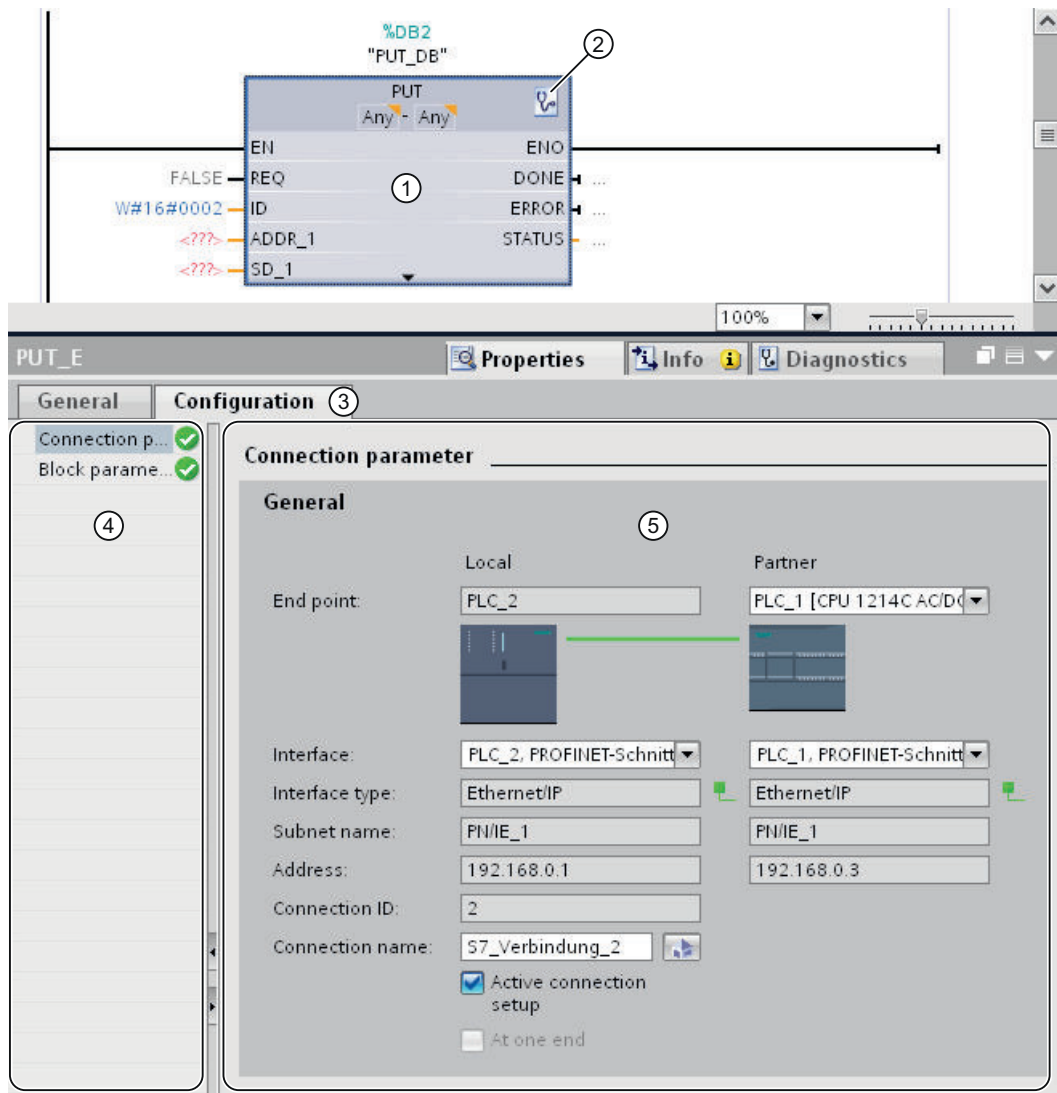 %DB2
"PUT_DB"
2
PUT
Any - Any
EN ENO
FALSE REQ 1 DONE ...
W#16#0002 ID ERROR ...
<???> ADDR_1 STATUS ...
<???> SD_1
100%
PUT_E Properties Info Diagnostics
General Configuration 3
Connection p...
Block parame...
4
Connection parameter
General
5
Local Partner
End point: PLC_2 PLC_1 [CPU 1214C AC/DC
Interface: PLC_2, PROFINET-Schnitt PLC_1, PROFINET-Schnitt
Interface type: Ethernet/IP Ethernet/IP
Subnet name: PN/IE_1 PN/IE_1
Address: 192.168.0.1 192.168.0.3
Connection ID: 2
Connection name: S7_Verbindung_2
Active connection
setup
At one end